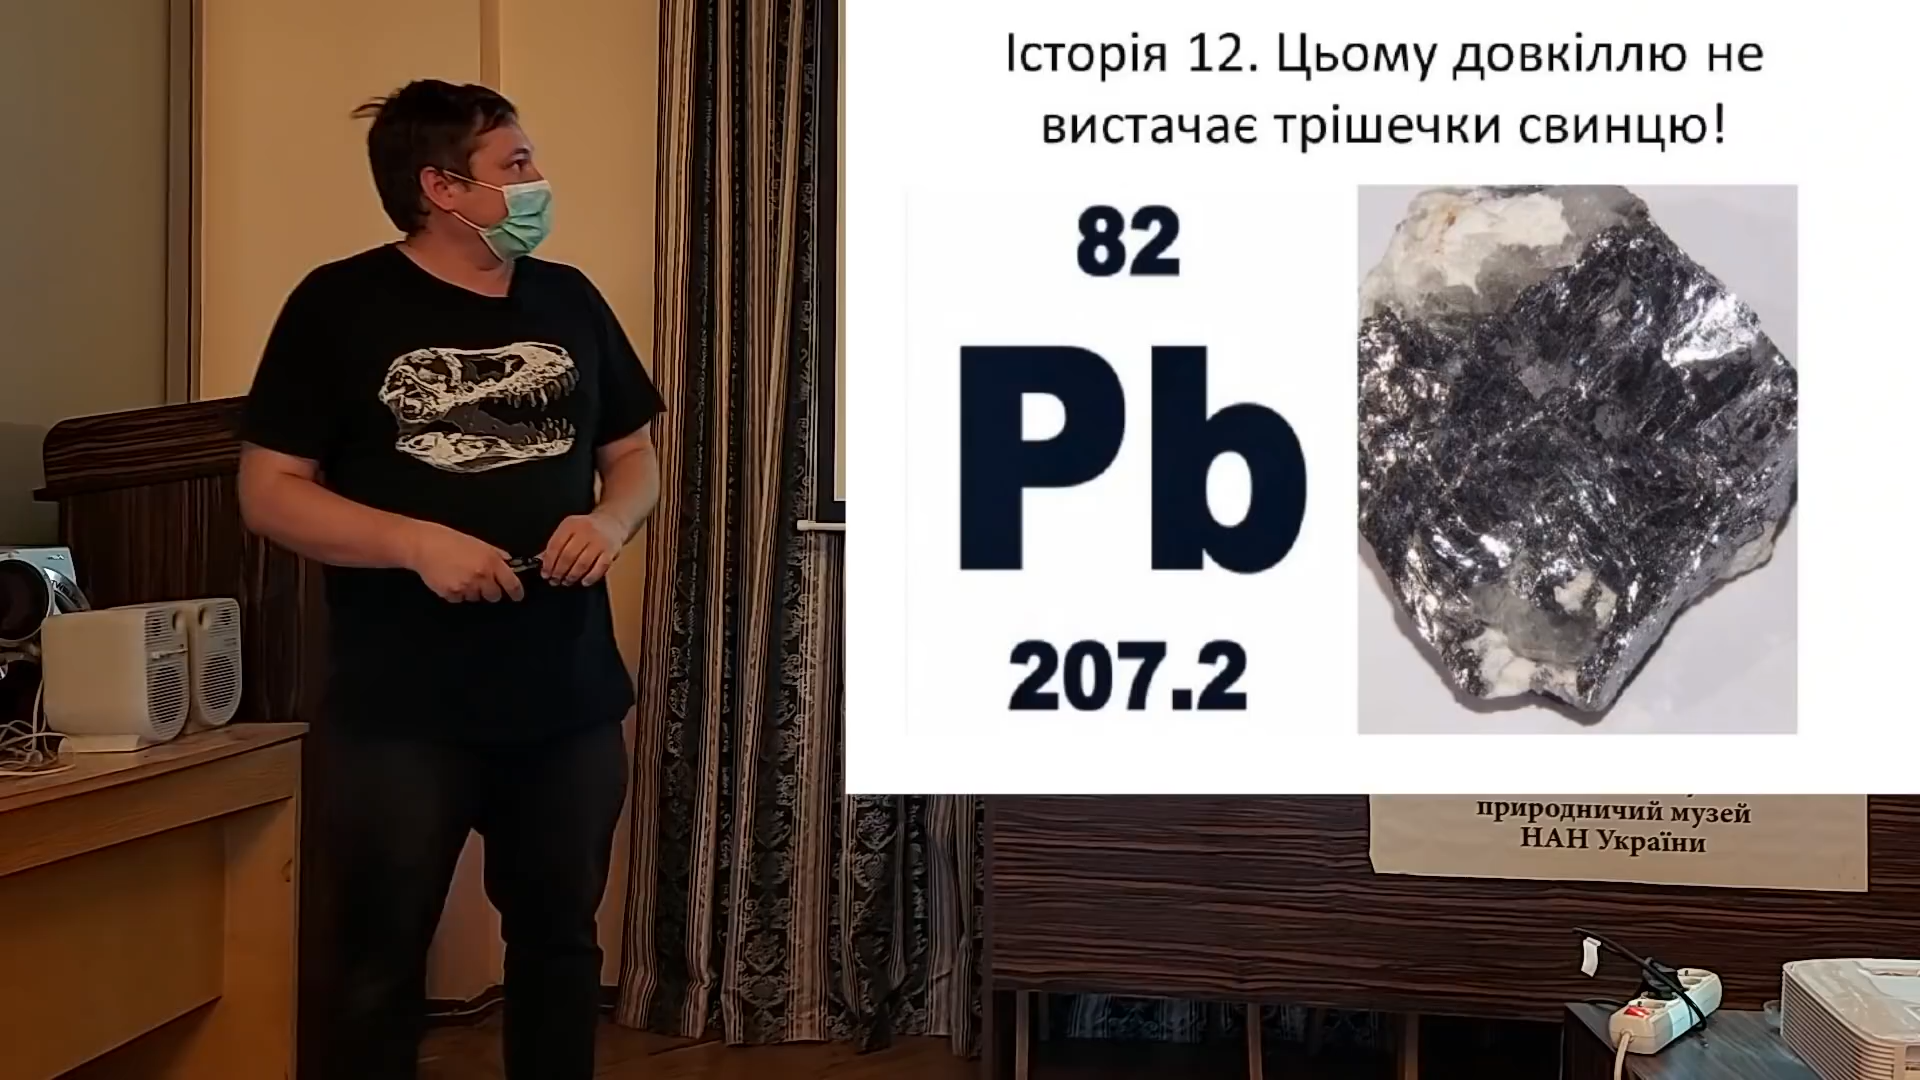 Історія 12. Цьому довкіллю не
вистачає трішечки свинцю!
82
Pb
207.2
природничий музей
НАН України